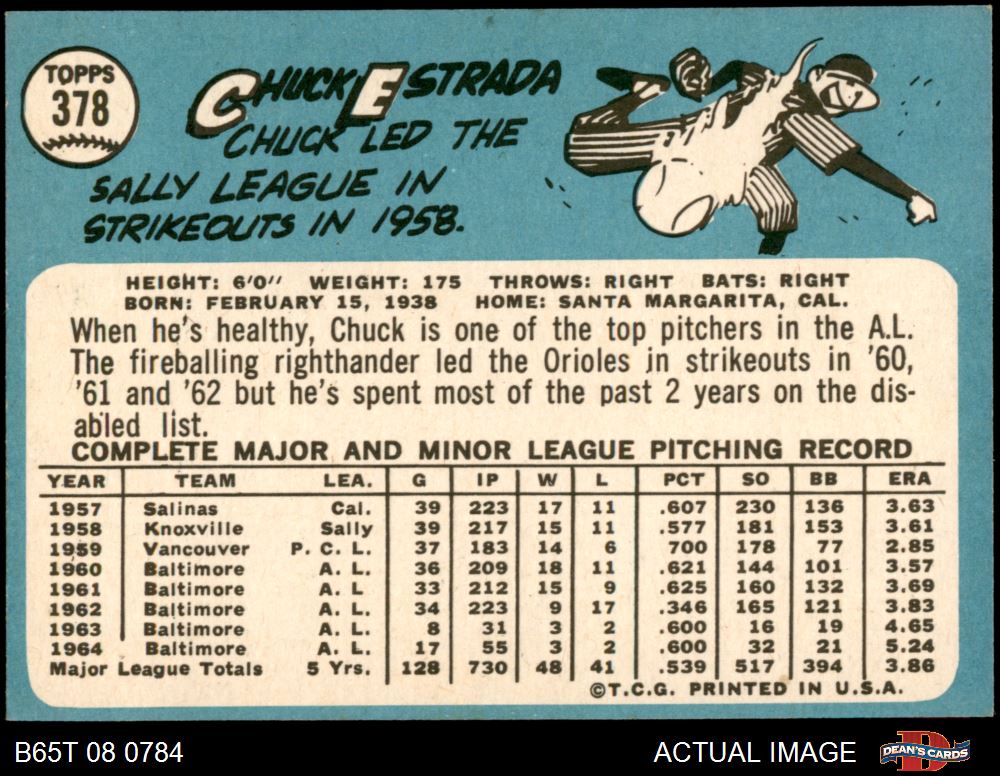 TOPPS
378
CHUCK ESTRADA
CHUCK LED THE
SALLY LEAGUE IN
STRIKEOUTS IN 1958.
HEIGHT: 6'0" WEIGHT: 175 THROWS: RIGHT BATS: RIGHT
BORN: FEBRUARY 15, 1938 HOME: SANTA MARGARITA, CAL.
When he's healthy, Chuck is one of the top pitchers in the A.L.
The fireballing righthander led the Orioles in strikeouts in '60,
'61 and '62 but he's spent most of the past 2 years on the dis-
abled list.
COMPLETE MAJOR AND MINOR LEAGUE PITCHING RECORD
YEAR TEAM LEA. G IP W L PCT SO BB ERA
1957 Salinas Cal. 39 223 17 11 .607 230 136 3.63
1958 Knoxville Sally 39 217 15 11 .577 181 153 3.61
1959 Vancouver P. C. L. 37 183 14 6 700 178 77 2.85
1960 Baltimore A. L. 36 209 18 11 .621 144 101 3.57
1961 Baltimore A. L 33 212 15 9 .625 160 132 3.69
1962 Baltimore A. L. 34 223 9 17 .346 165 121 3.83
1963 Baltimore A. L. 8 31 3 2 .600 16 19 4.65
1964 Baltimore A. L. 17 55 3 2 .600 32 21 5.24
Major League Totals 5 Yrs. 128 730 48 41 .539 517 394 3.86
©T.C.G. PRINTED IN U.S.A.
B65T 08 0784 ACTUAL IMAGE DEAN'S CARDS